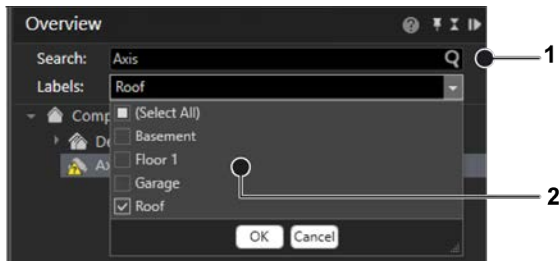 Overview
Search: Axis 1
Labels: Roof
(Select All)
Basement
Floor 1
Garage
2
Roof
OK Cancel